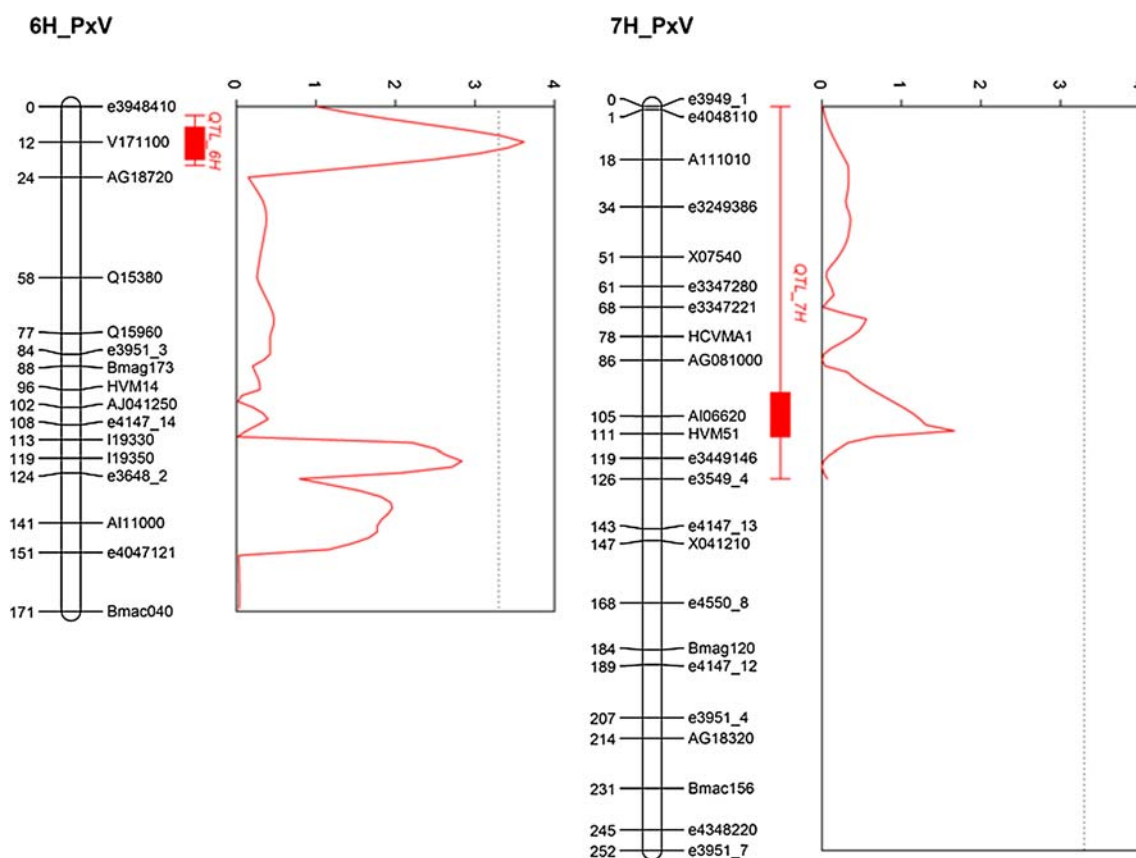 6H_PxV
0 1 2 3 4
0 e3948410
12 V171100
24 AG18720
58 Q15380
77 Q15960
84 e3951_3
88 Bmag173
96 HVM14
102 AJ041250
108 e4147_14
113 I19330
119 I19350
124 e3648_2
141 AI11000
151 e4047121
171 Bmac040
QTL_6H
7H_PxV
0 1 2 3 4
0 e3949_1
1 e4048110
18 A111010
34 e3249386
51 X07540
61 e3347280
68 e3347221
78 HCVMA1
86 AG081000
105 AI06620
111 HVM51
119 e3449146
126 e3549_4
143 e4147_13
147 X041210
168 e4550_8
184 Bmag120
189 e4147_12
207 e3951_4
214 AG18320
231 Bmac156
245 e4348220
252 e3951_7
QTL_7H